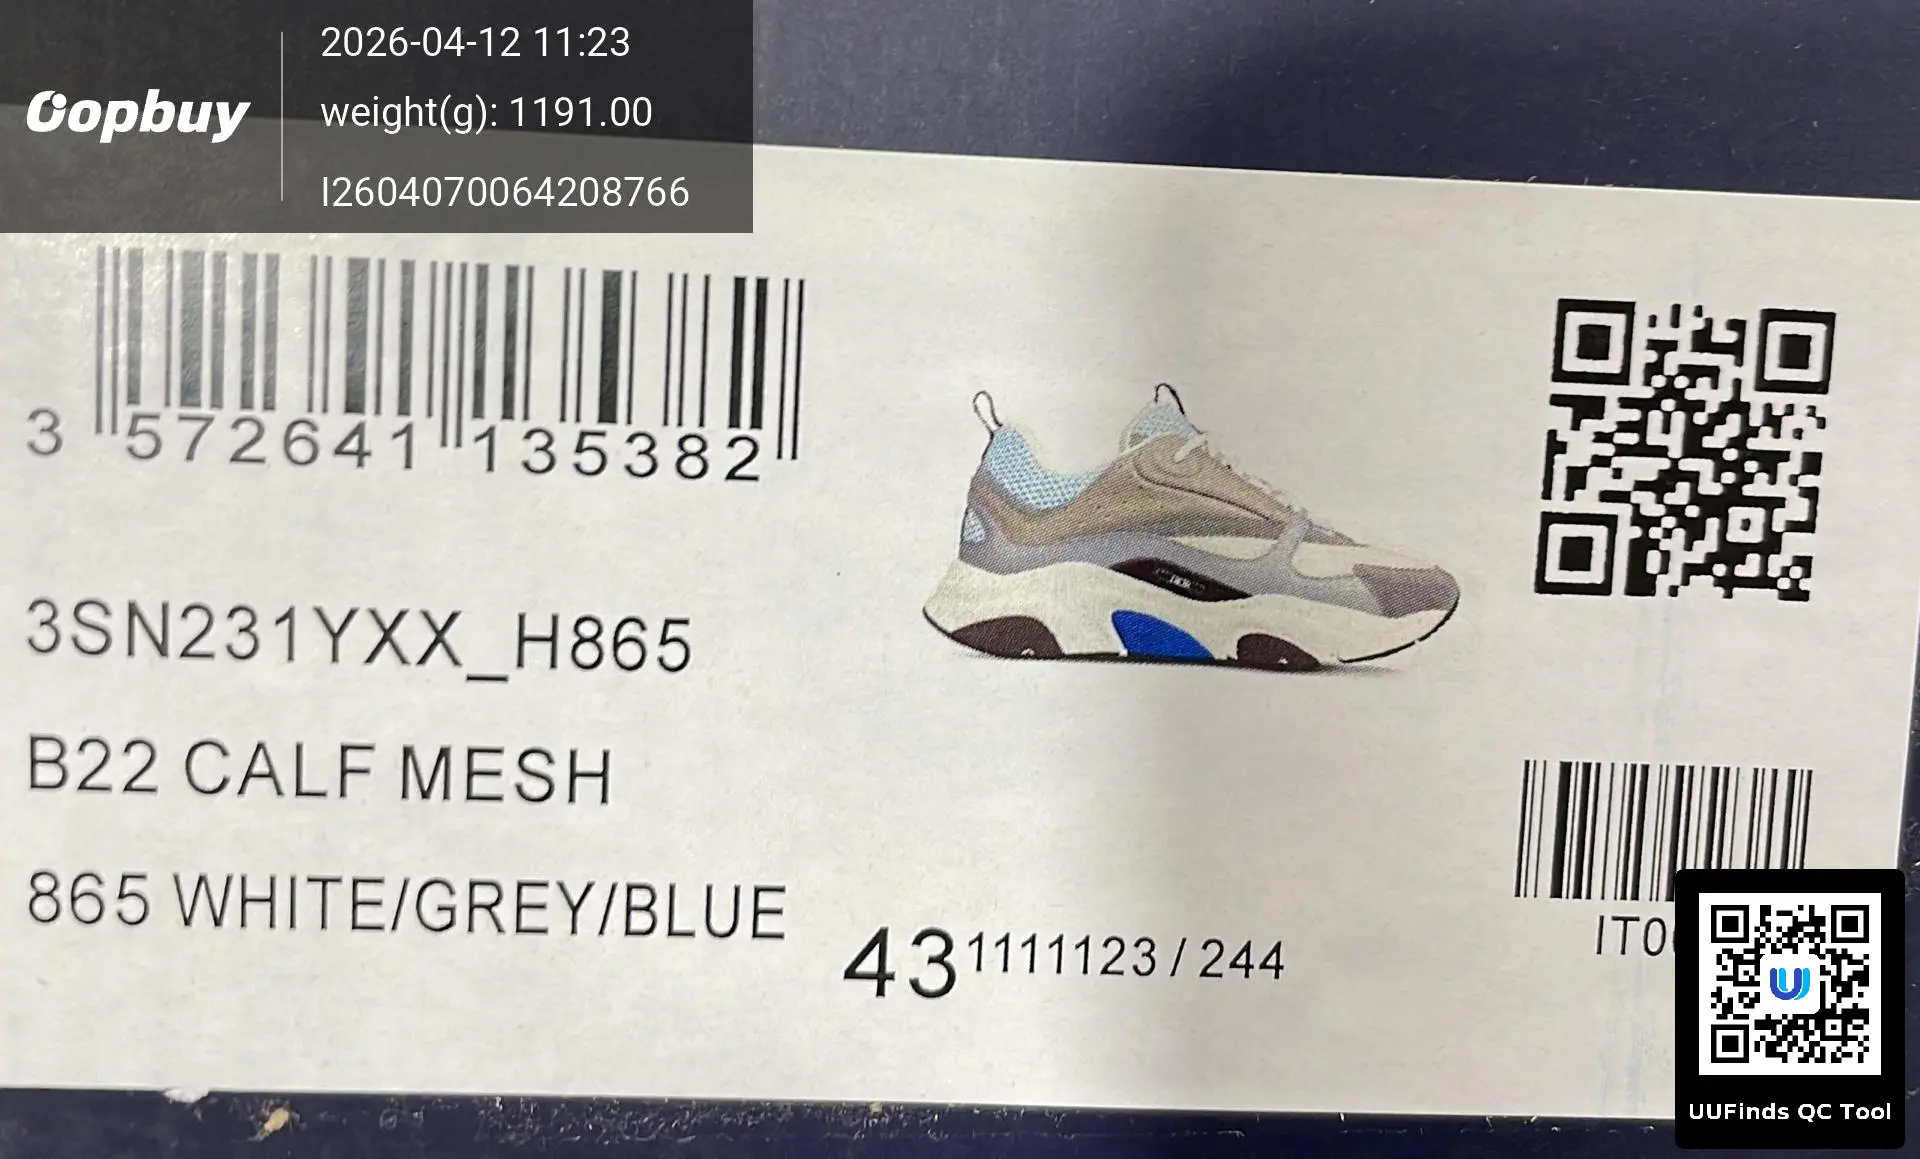 Oopbuy
2026-04-12 11:23
weight(g): 1191.00
I2604070064208766
3 572641 135382
3SN231YXX_H865
B22 CALF MESH
865 WHITE/GREY/BLUE
43 1111123 / 244
IT0
UUFinds QC Tool